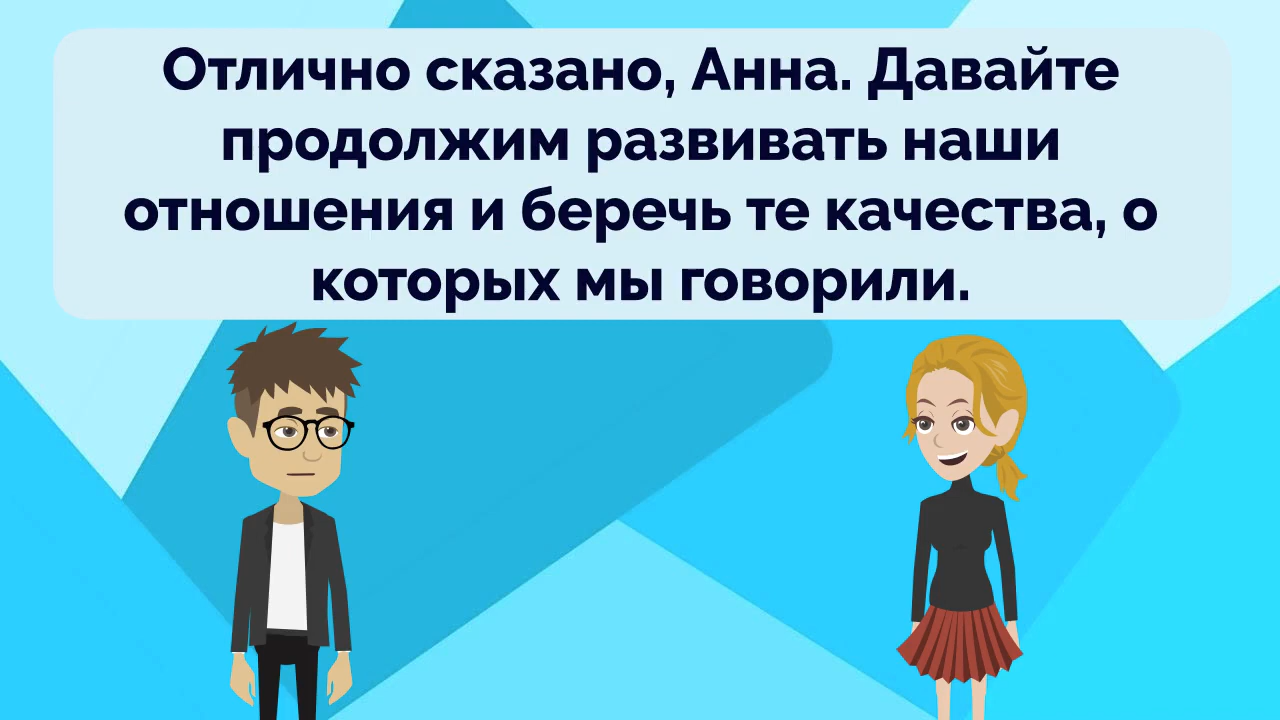 Отлично сказано, Анна. Давайте
продолжим развивать наши
отношения и беречь те качества, о
которых мы говорили.